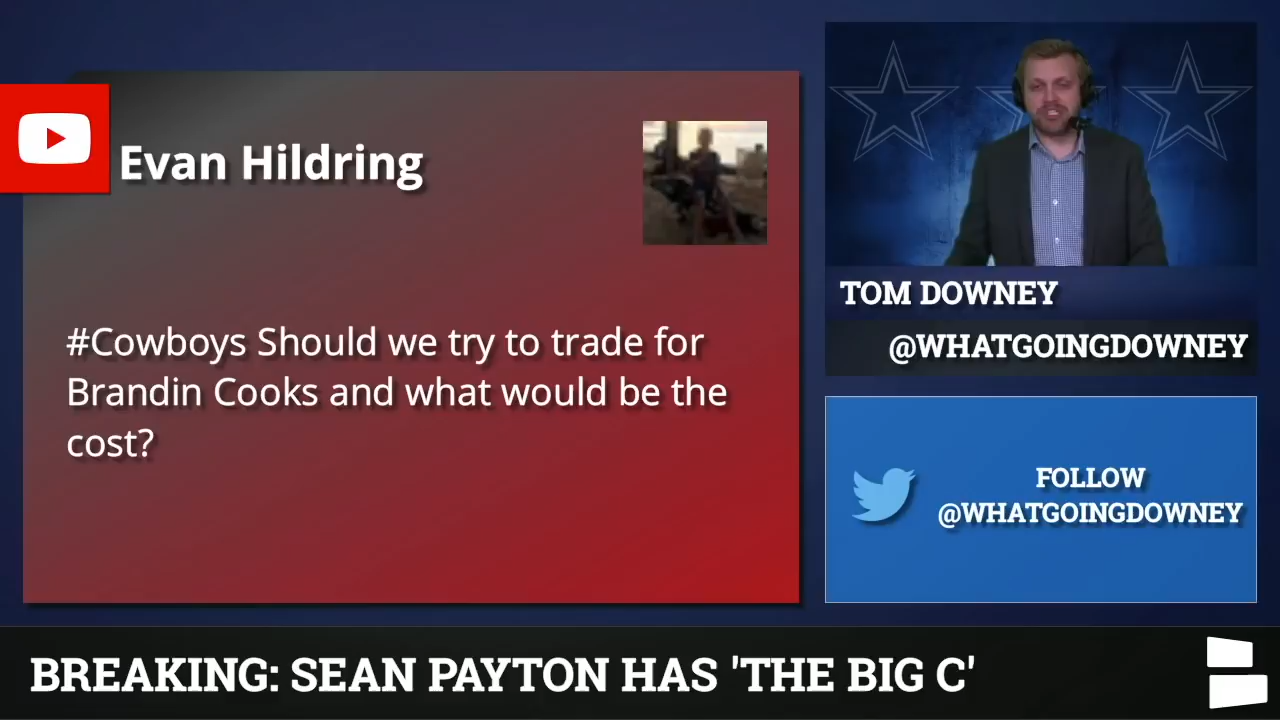 Evan Hildring
#Cowboys Should we try to trade for
Brandin Cooks and what would be the
cost?
TOM DOWNEY
@WHATGOINGDOWNEY
FOLLOW
@WHATGOINGDOWNEY
BREAKING: SEAN PAYTON HAS 'THE BIG C'